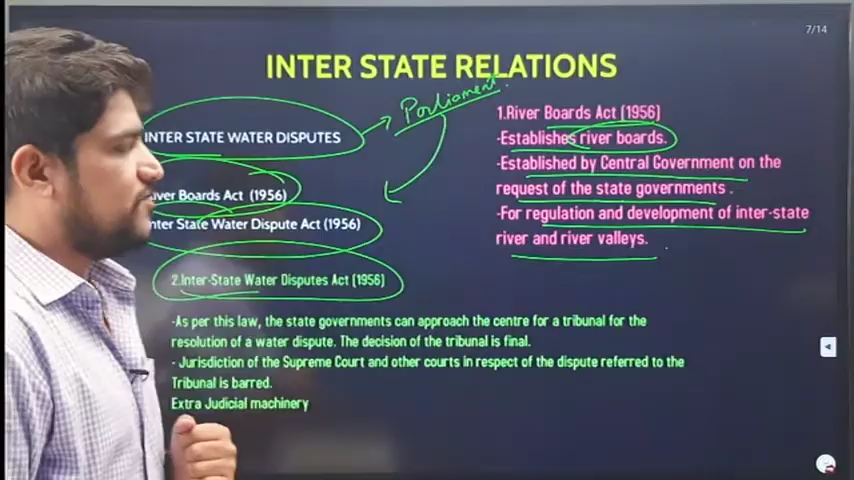 7/14
INTER STATE RELATIONS
Parliament
INTER STATE WATER DISPUTES
iver Boards Act (1956)
nter State Water Dispute Act (1956)
2.Inter-State Water Disputes Act (1956)
-As per this law, the state governments can approach the centre for a tribunal for the
resolution of a water dispute. The decision of the tribunal is final.
- Jurisdiction of the Supreme Court and other courts in respect of the dispute referred to the
Tribunal is barred.
Extra Judicial machinery
1.River Boards Act (1956)
-Establishes river boards.
-Established by Central Government on the
request of the state governments .
-For regulation and development of inter-state
river and river valleys.